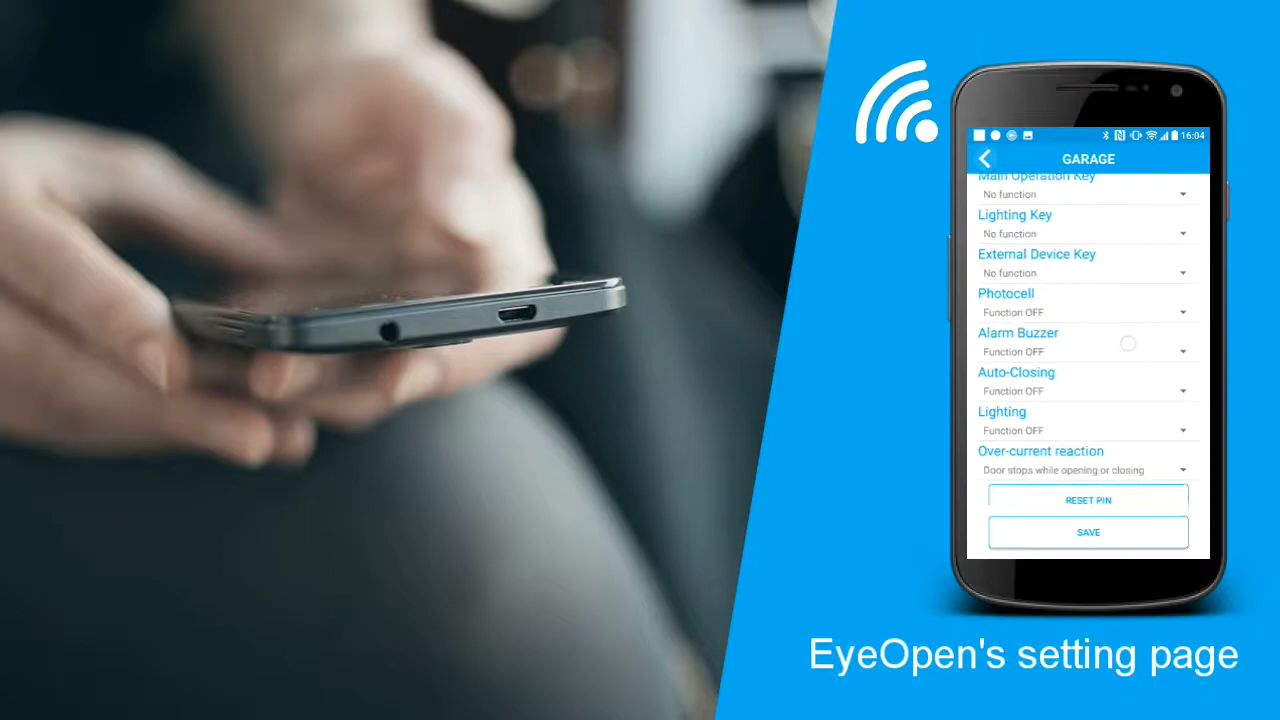 16:04
GARAGE
Main Operation Key
No function
Lighting Key
No function
External Device Key
No function
Photocell
Function OFF
Alarm Buzzer
Function OFF
Auto-Closing
Function OFF
Lighting
Function OFF
Over-current reaction
Door stops while opening or closing
RESET PIN
SAVE
EyeOpen's setting page